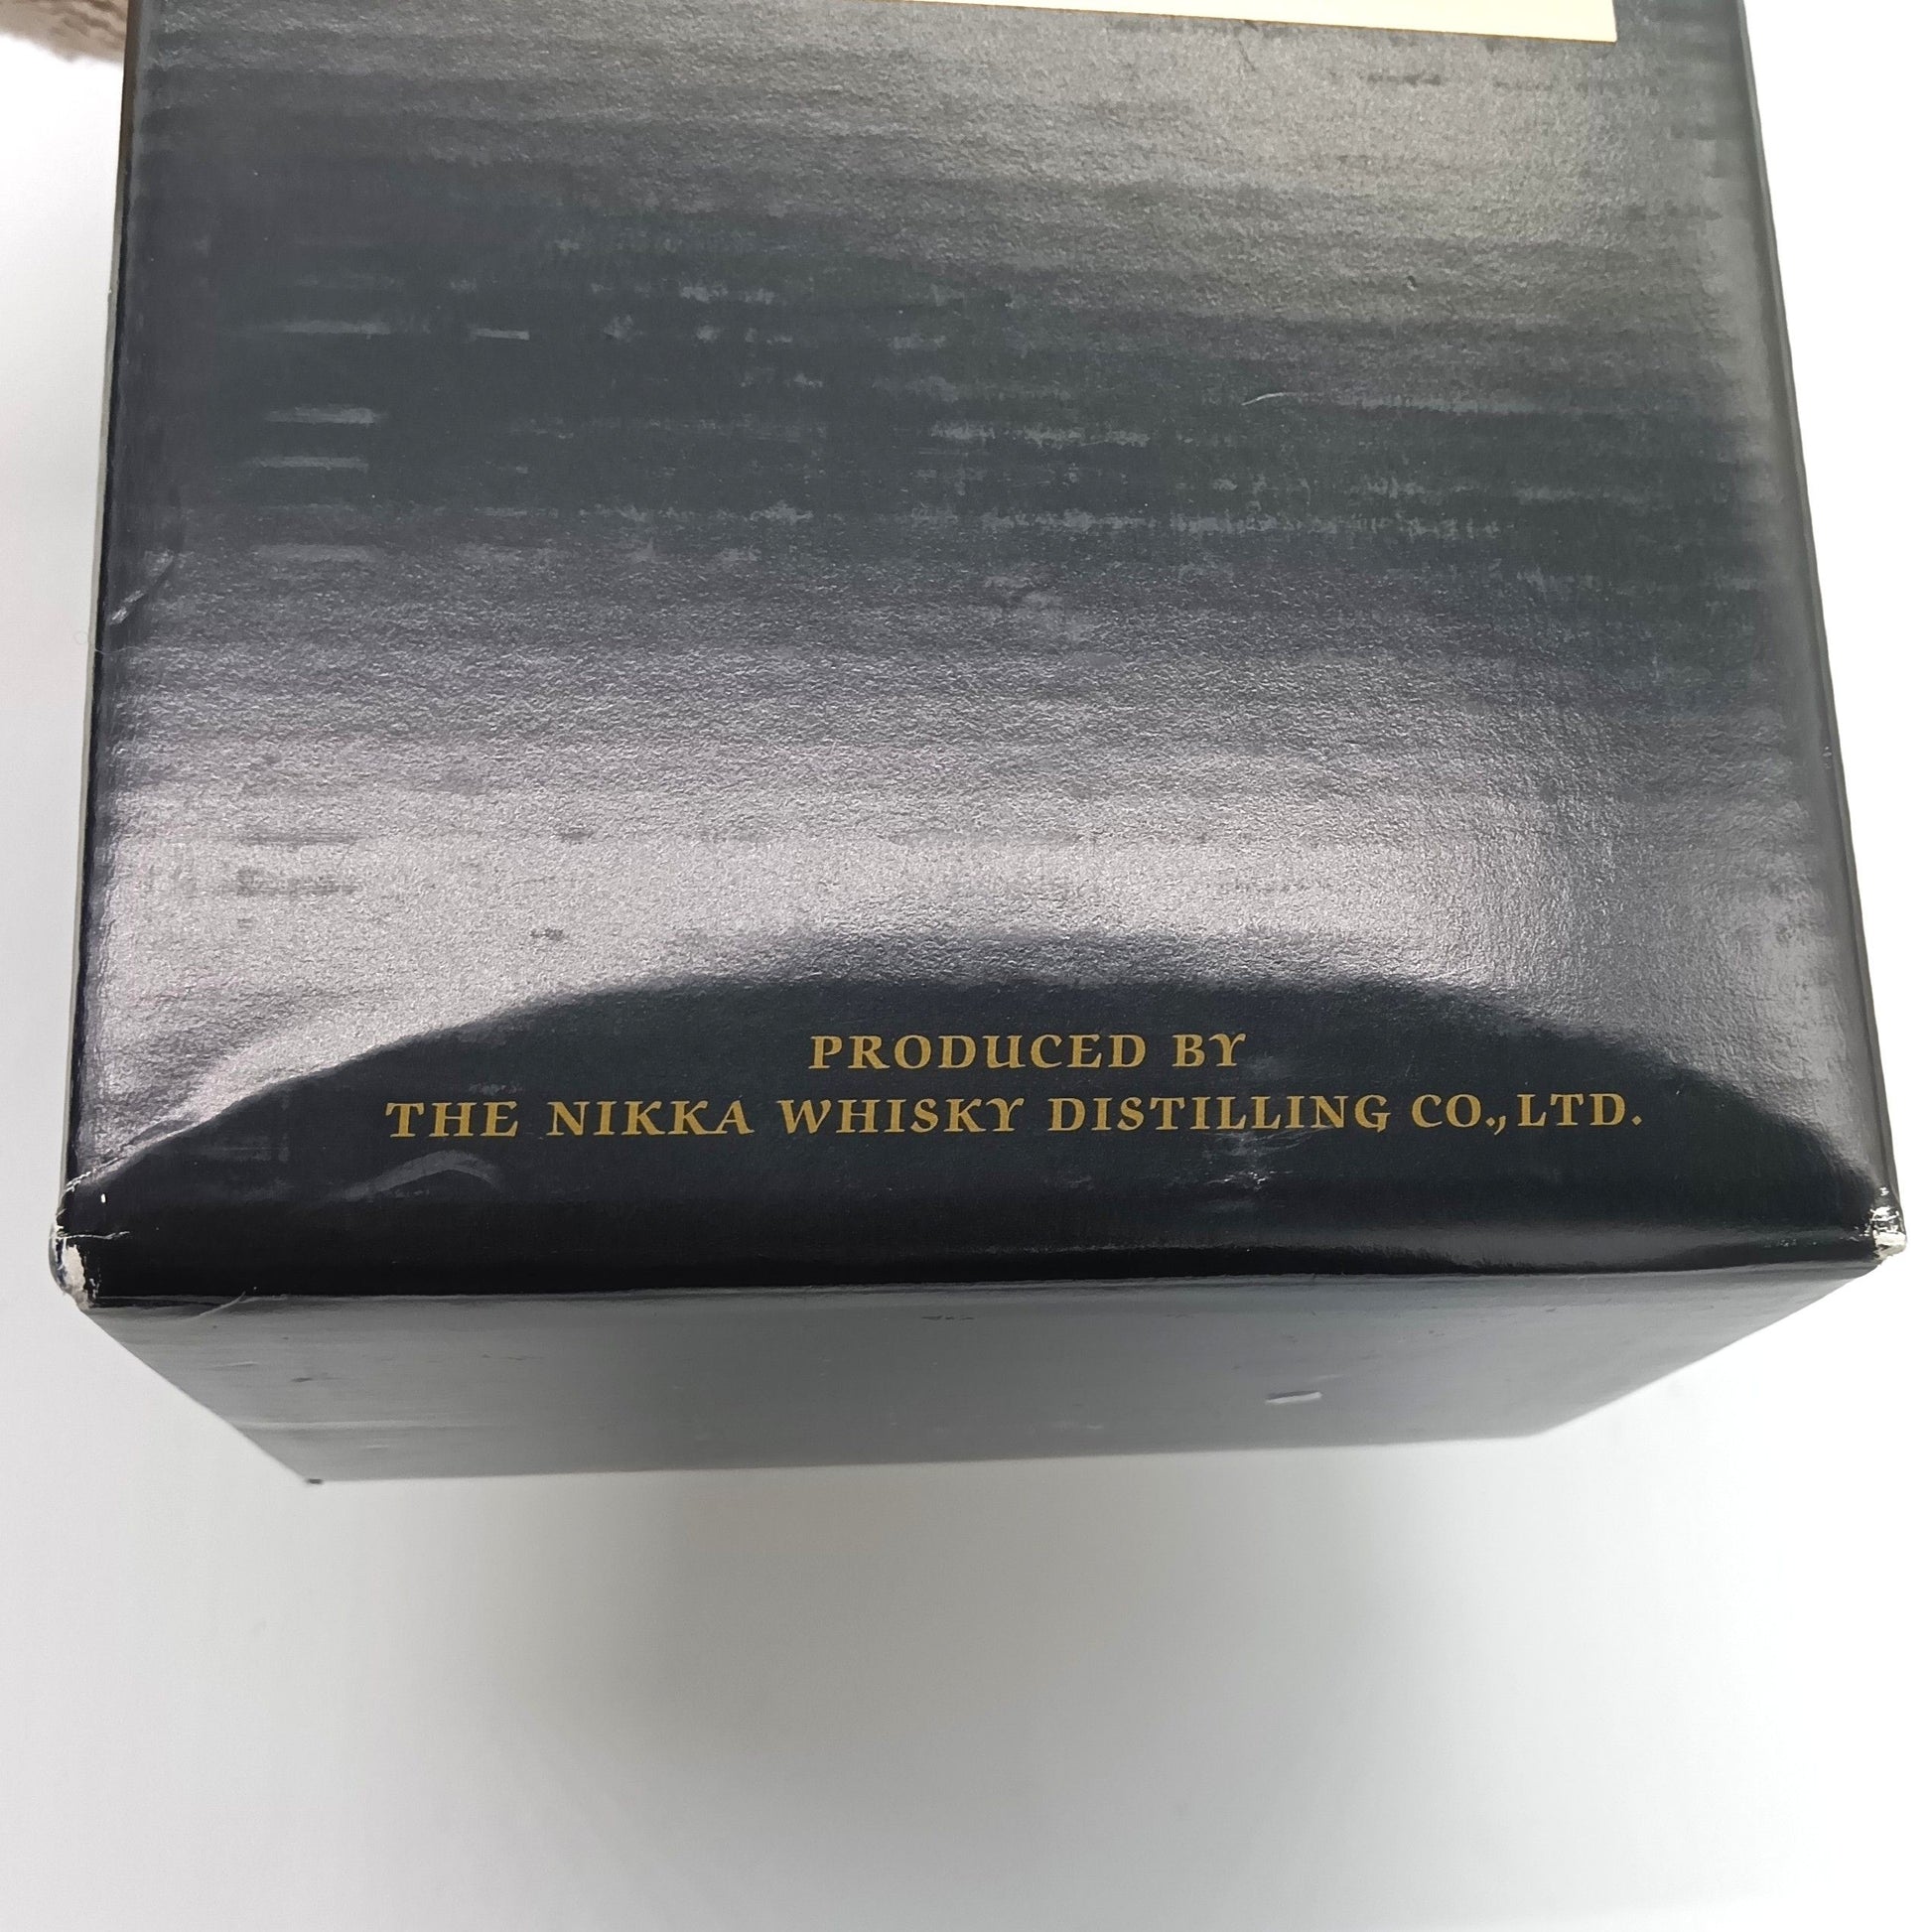 PRODUCED BY
THE NIKKA WHISKY DISTILLING CO., LTD.